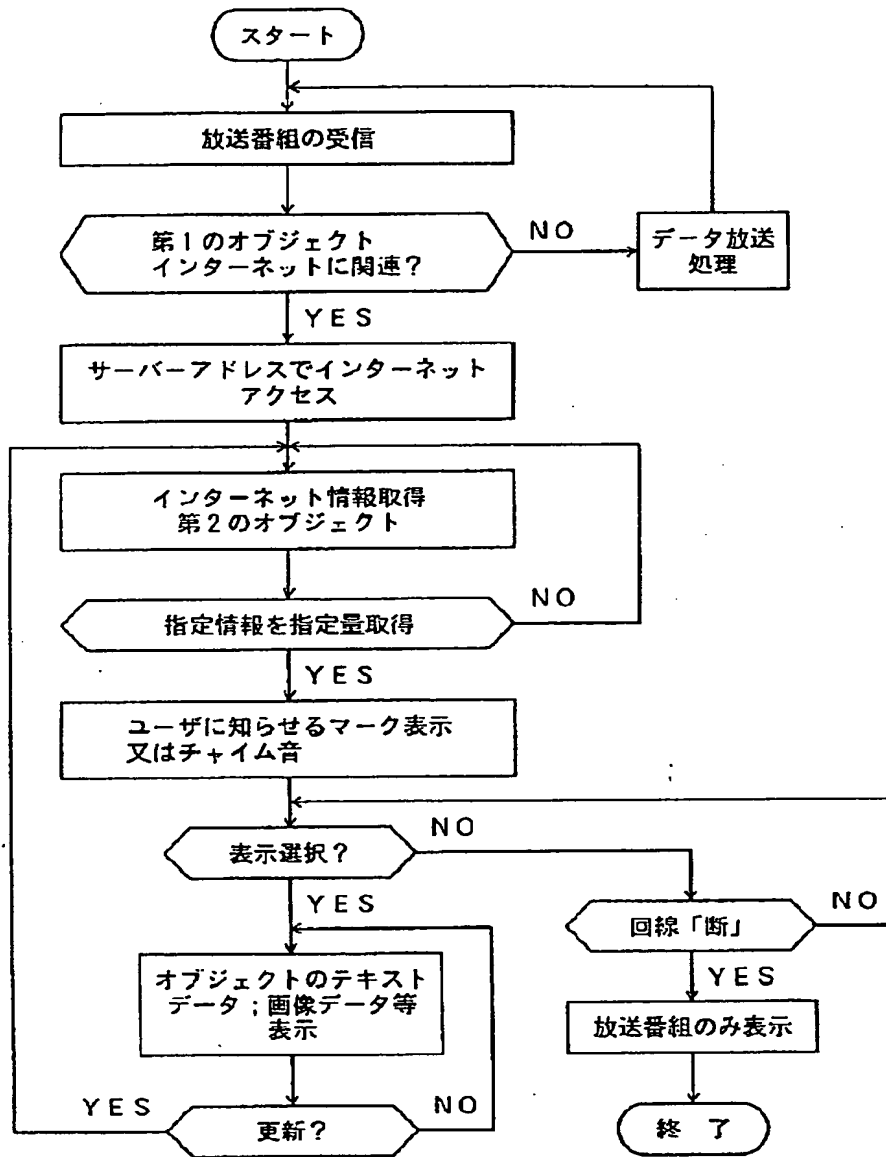 スタート
放送番組の受信
第1のオブジェクト
インターネットに関連?
NO
データ放送
処理
YES
サーバーアドレスでインターネット
アクセス
インターネット情報取得
第2のオブジェクト
指定情報を指定量取得
NO
YES
ユーザに知らせるマーク表示
又はチャイム音
表示選択?
NO
YES
回線「断」
NO
YES
オブジェクトのテキスト
データ;画像データ等
表示
放送番組のみ表示
更新?
YES
NO
終 了